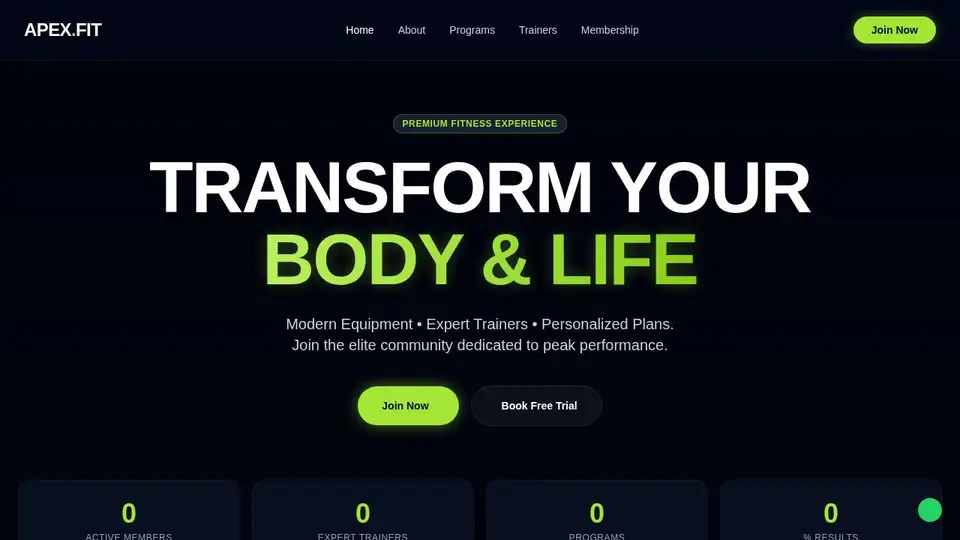 APEX.FIT
Home
About
Programs
Trainers
Membership
Join Now
PREMIUM FITNESS EXPERIENCE
TRANSFORM YOUR
BODY & LIFE
Modern Equipment • Expert Trainers • Personalized Plans.
Join the elite community dedicated to peak performance.
Join Now
Book Free Trial
0
ACTIVE MEMBERS
0
EXPERT TRAINERS
0
PROGRAMS
0
% RESULTS